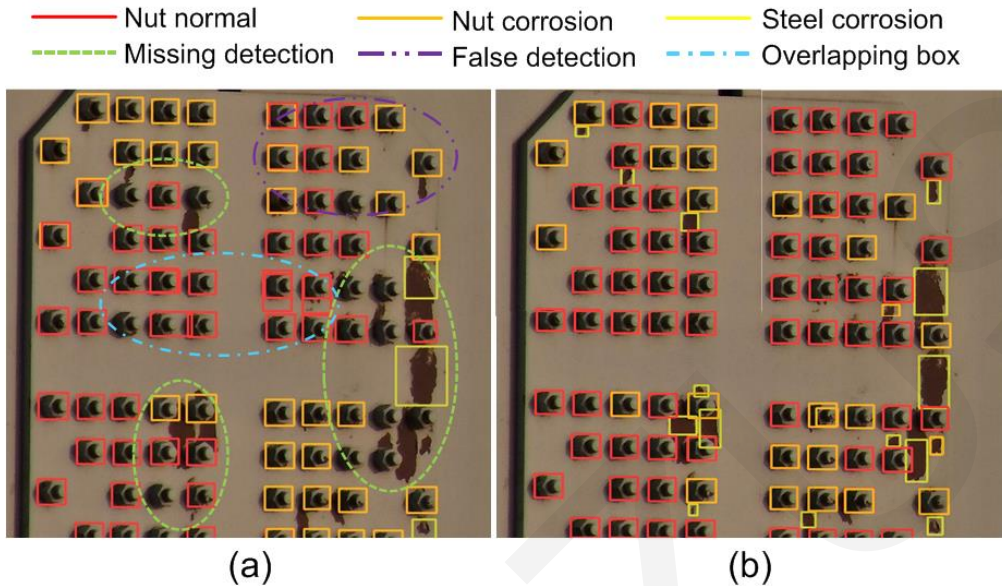 Nut normal Nut corrosion Steel corrosion
Missing detection False detection Overlapping box
(a) (b)